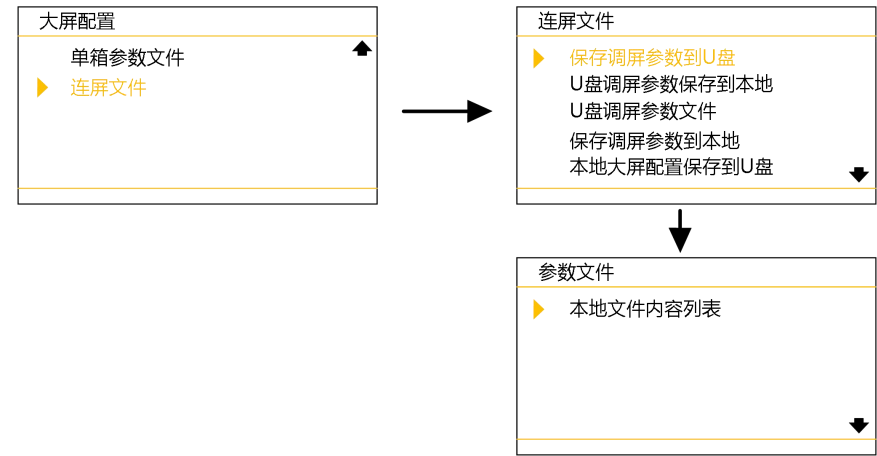 大屏配置
单箱参数文件
连屏文件
连屏文件
保存调屏参数到U盘
U盘调屏参数保存到本地
U盘调屏参数文件
保存调屏参数到本地
本地大屏配置保存到U盘
参数文件
本地文件内容列表